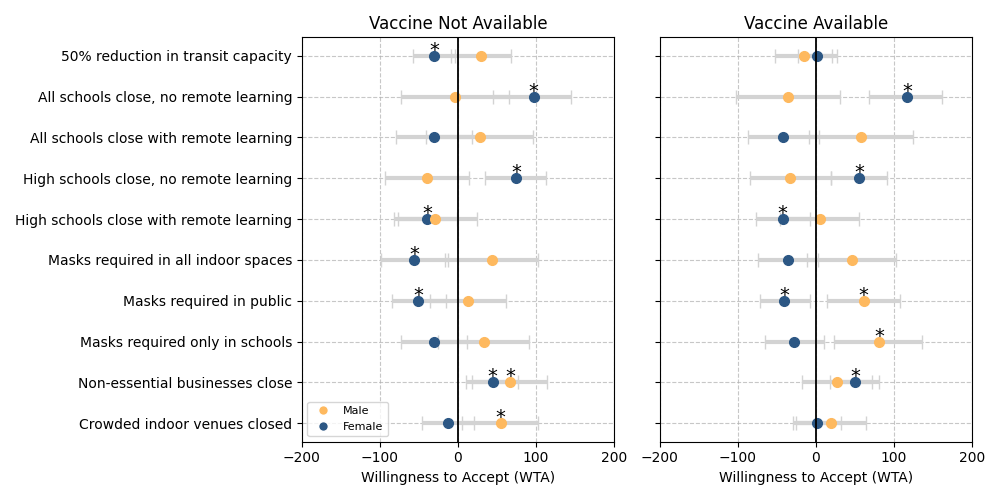 Vaccine Not Available
Vaccine Available
50% reduction in transit capacity
All schools close, no remote learning
All schools close with remote learning
High schools close, no remote learning
High schools close with remote learning
Masks required in all indoor spaces
Masks required in public
Masks required only in schools
Non-essential businesses close
Crowded indoor venues closed
* *
* *
* *
* *
*
* * *
*
* * *
*
Male
Female
−200 −100 0 100 200
−200 −100 0 100 200
Willingness to Accept (WTA)
Willingness to Accept (WTA)